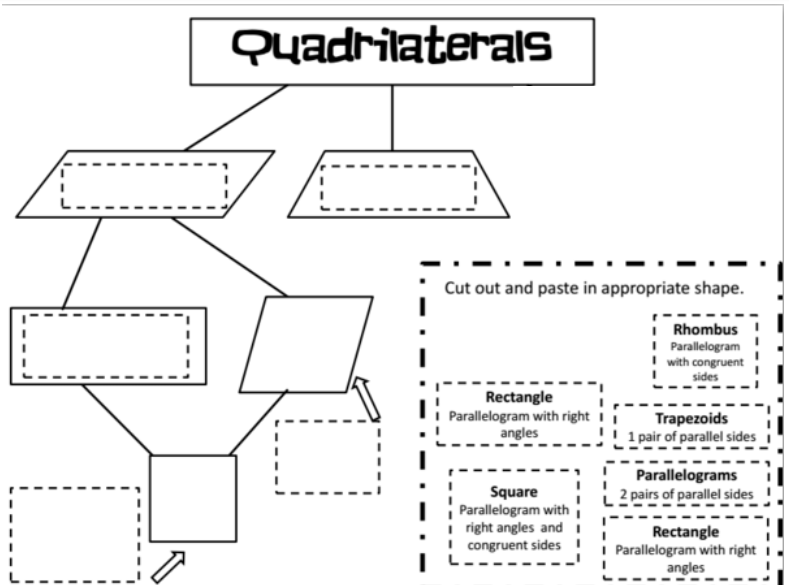 Quadrilaterals
Cut out and paste in appropriate shape.
Rhombus
Parallelogram
with congruent
sides
Rectangle
Parallelogram with right
angles
Trapezoids
1 pair of parallel sides
Parallelograms
2 pairs of parallel sides
Square
Parallelogram with
right angles and
congruent sides
Rectangle
Parallelogram with right
angles